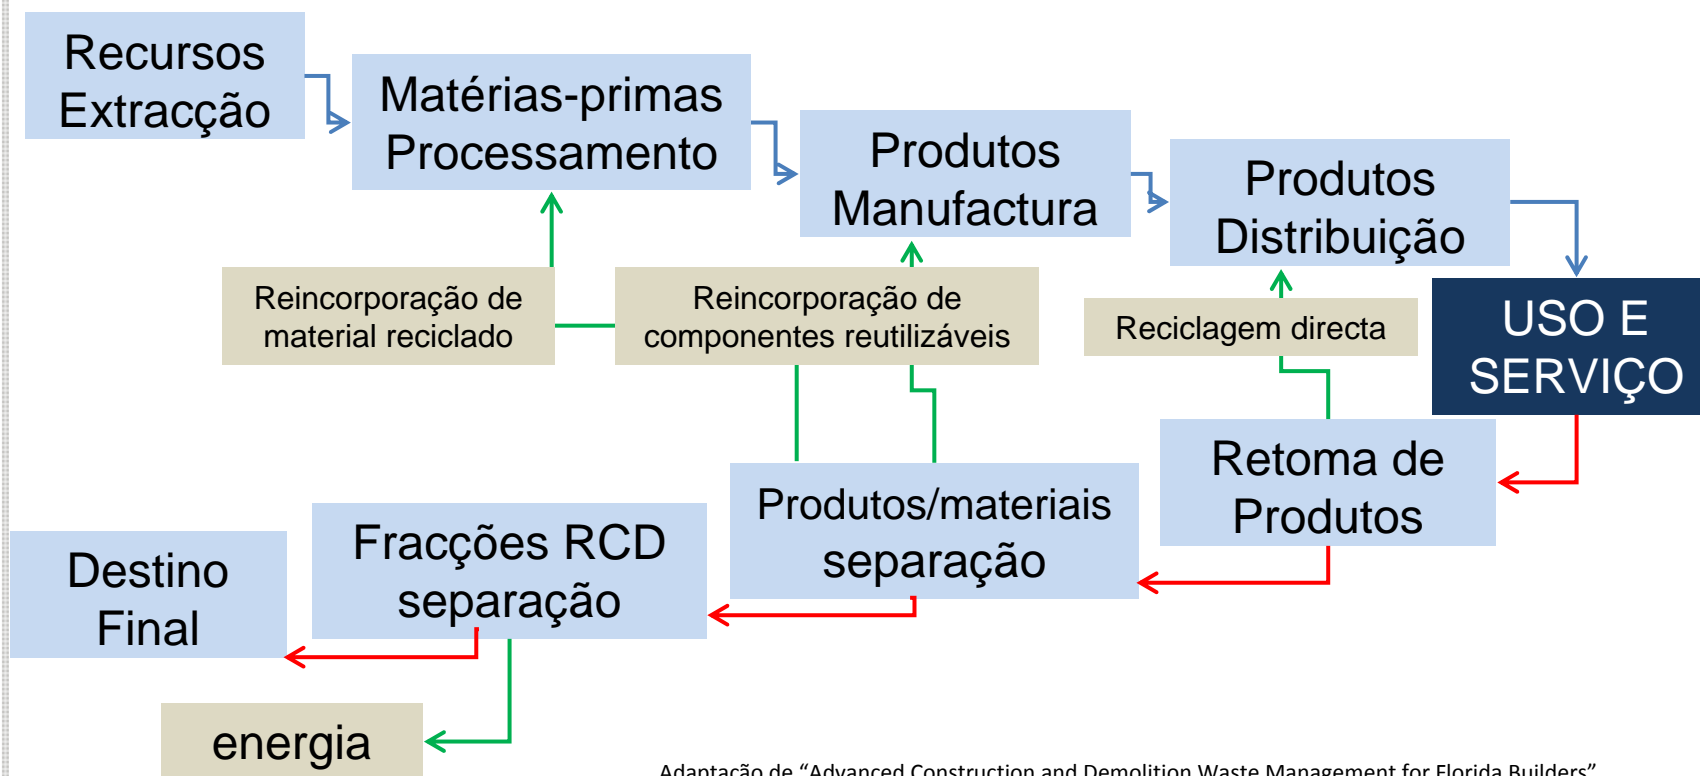 Recursos
Extracção
Matérias-primas
Processamento
Produtos
Manufactura
Produtos
Distribuição
Reincorporação de
material reciclado
Reincorporação de
componentes reutilizáveis
Reciclagem directa
USO E
SERVIÇO
Retoma de
Produtos
Produtos/materiais
separação
Fracções RCD
separação
Destino
Final
energia
Adaptação de “Advanced Construction and Demolition Waste Management for Florida Builders”